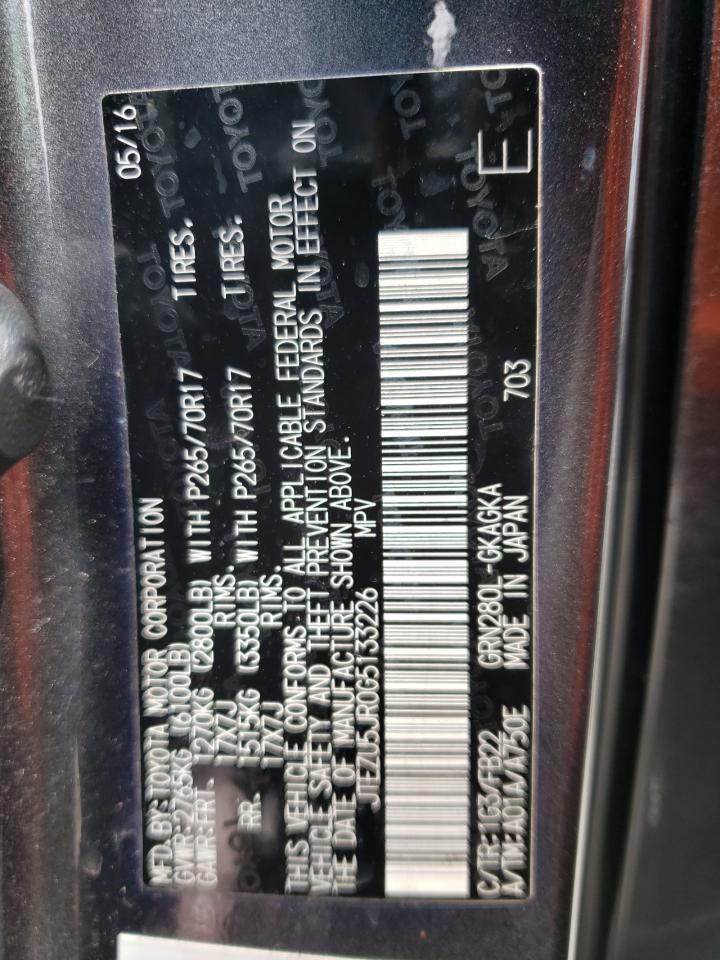 MFD. BY: TOYOTA MOTOR CORPORATION 05/16
GVWR: 2765KG (6100LB)
GAWR: FRT. 1270KG (2800LB) WITH P265/70R17 TIRES.
17X7J RIMS.
RR. 1515KG (3350LB) WITH P265/70R17 TIRES.
17X7J RIMS.
THIS VEHICLE CONFORMS TO ALL APPLICABLE FEDERAL MOTOR
VEHICLE SAFETY AND THEFT PREVENTION STANDARDS IN EFFECT ON
THE DATE OF MANUFACTURE SHOWN ABOVE.
JTEZU5JR0G5133226 MPV
C/TR: 1G3/FB22 GRN280L-GKAGKA 703 E
A/TM: A01A/A750E MADE IN JAPAN